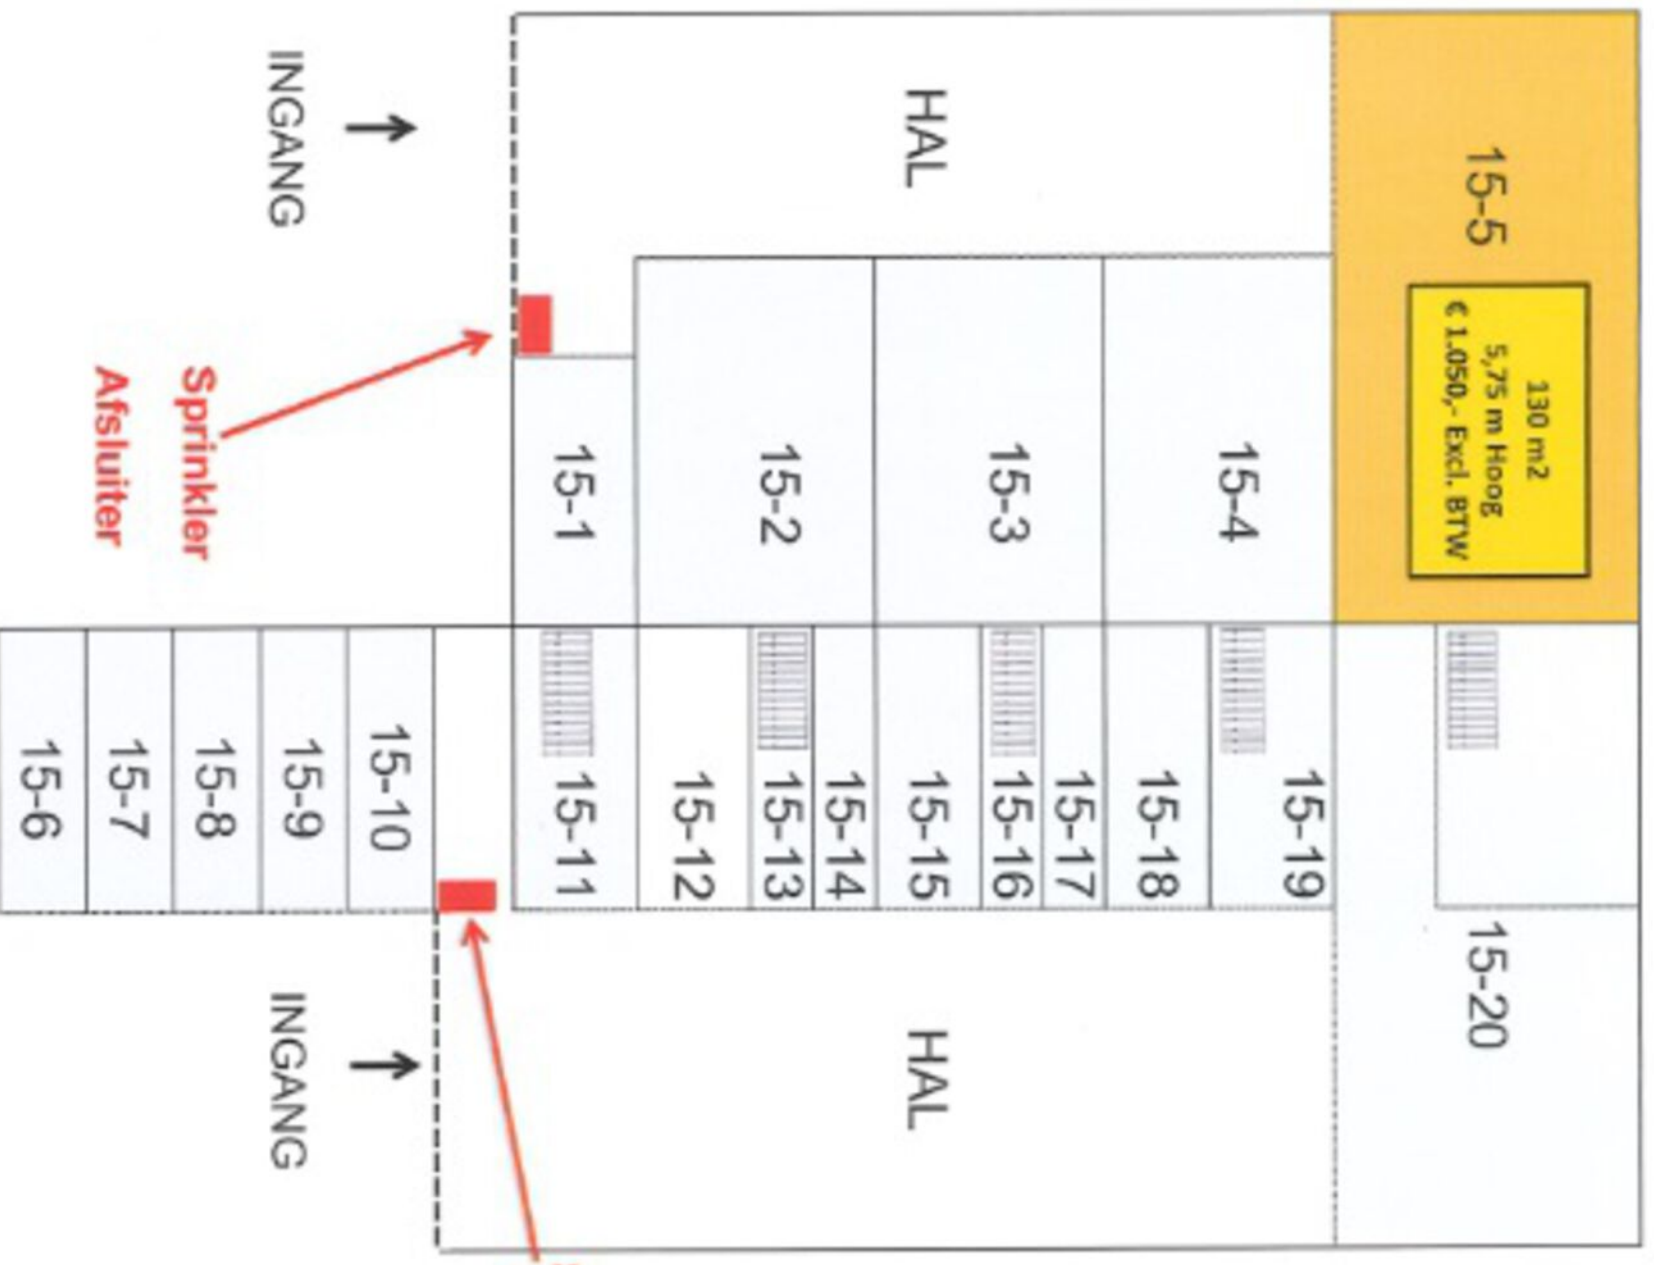 INGANG
HAL
15-5
130 m2
5,75 m Hoog
€ 1.050,- Excl. BTW
Sprinkler
Afsluiter
15-1
15-2
15-3
15-4
15-6
15-7
15-8
15-9
15-10
15-11
15-12
15-13
15-14
15-15
15-16
15-17
15-18
15-19
15-20
INGANG
HAL